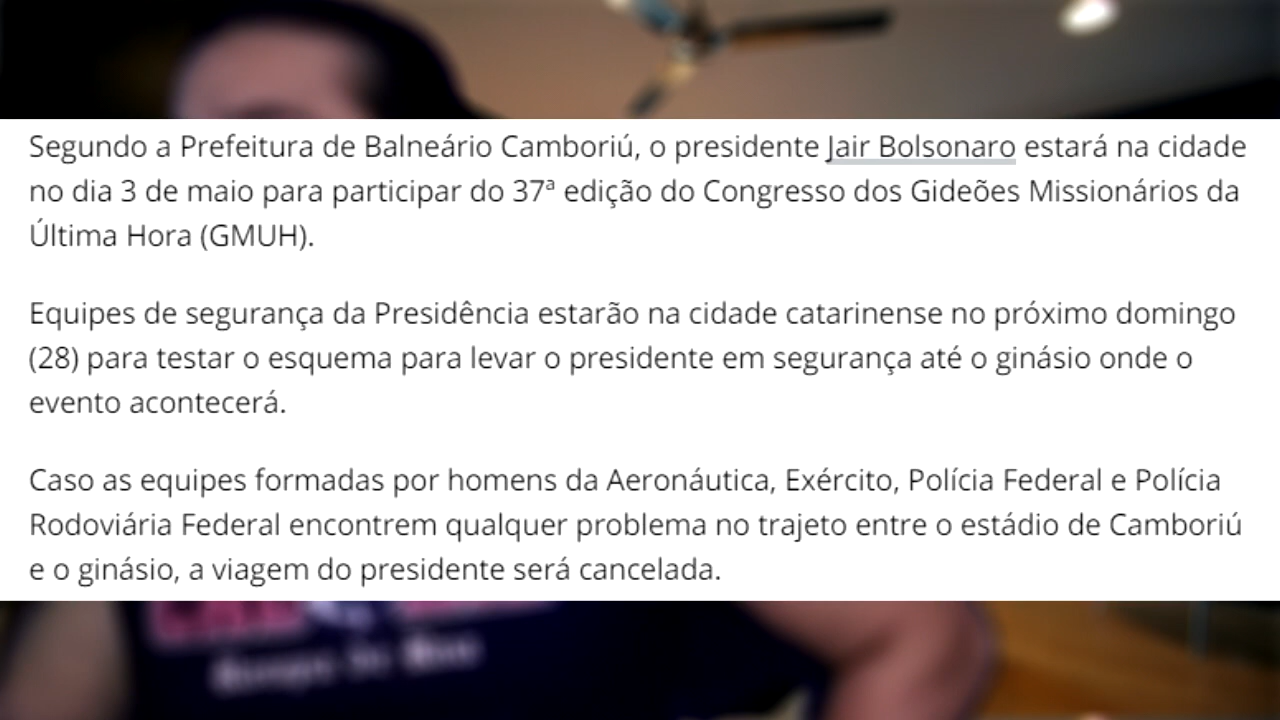 Segundo a Prefeitura de Balneário Camboriú, o presidente Jair Bolsonaro estará na cidade
no dia 3 de maio para participar do 37ª edição do Congresso dos Gideões Missionários da
Última Hora (GMUH).
Equipes de segurança da Presidência estarão na cidade catarinense no próximo domingo
(28) para testar o esquema para levar o presidente em segurança até o ginásio onde o
evento acontecerá.
Caso as equipes formadas por homens da Aeronáutica, Exército, Polícia Federal e Polícia
Rodoviária Federal encontrem qualquer problema no trajeto entre o estádio de Camboriú
e o ginásio, a viagem do presidente será cancelada.